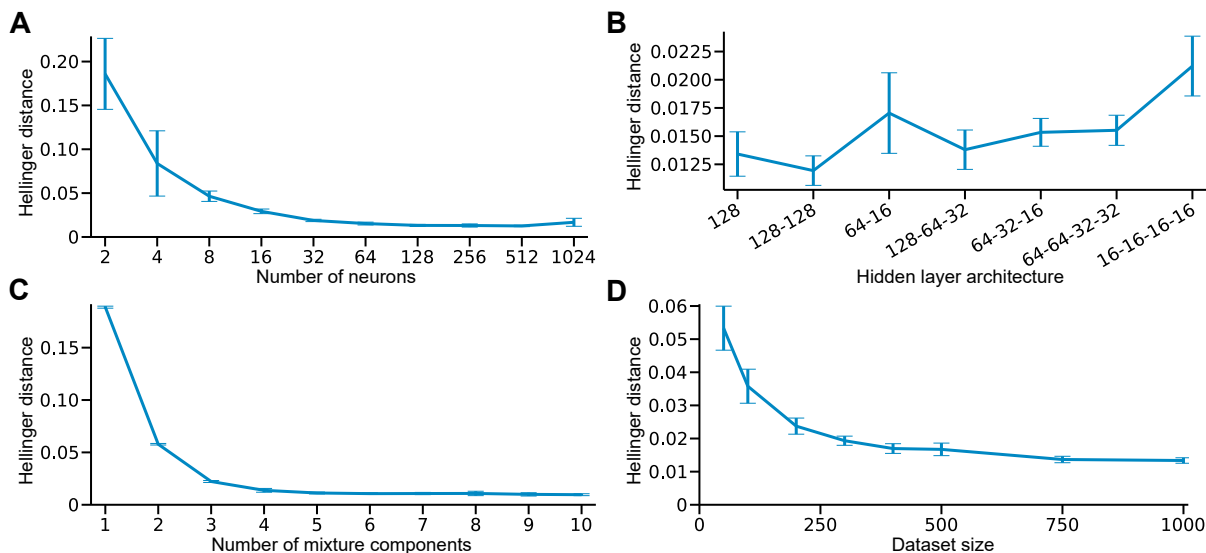 A
Hellinger distance
0.20
0.15
0.10
0.05
0
2 4 8 16 32 64 128 256 512 1024
Number of neurons
B
Hellinger distance
0.0225
0.0200
0.0175
0.0150
0.0125
128 128-128 64-16 128-64-32 64-32-16 64-64-32-32 16-16-16-16
Hidden layer architecture
C
Hellinger distance
0.15
0.10
0.05
0
1 2 3 4 5 6 7 8 9 10
Number of mixture components
D
Hellinger distance
0.06
0.05
0.04
0.03
0.02
0.01
0
0 250 500 750 1000
Dataset size